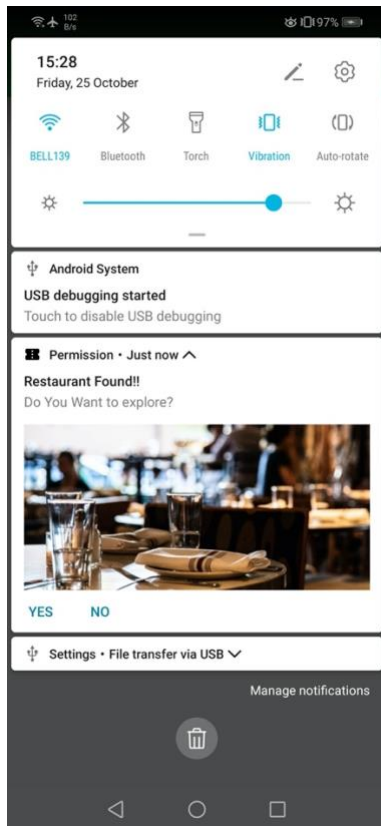 102
B/s
97%
15:28
Friday, 25 October
BELL139 Bluetooth Torch Vibration Auto-rotate
Android System
USB debugging started
Touch to disable USB debugging
Permission • Just now
Restaurant Found!!
Do You Want to explore?
YES NO
Settings • File transfer via USB
Manage notifications